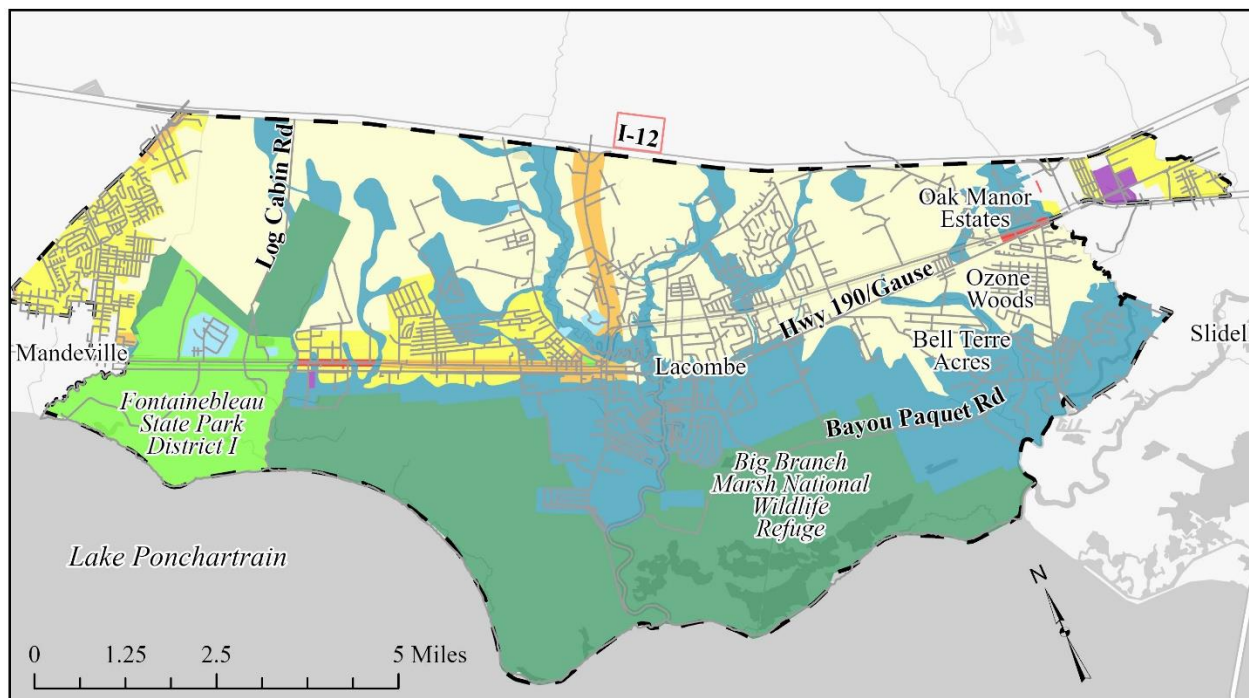 I-12
Log Cabin Rd
Oak Manor
Estates
Hwy 190/Gause
Ozone
Woods
Mandeville
Lacombe
Bell Terre
Acres
Slidel
Fontainebleau
State Park
District I
Bayou Paquet Rd
Big Branch
Marsh National
Wildlife
Refuge
Lake Ponchartrain
N
0 1.25 2.5 5 Miles